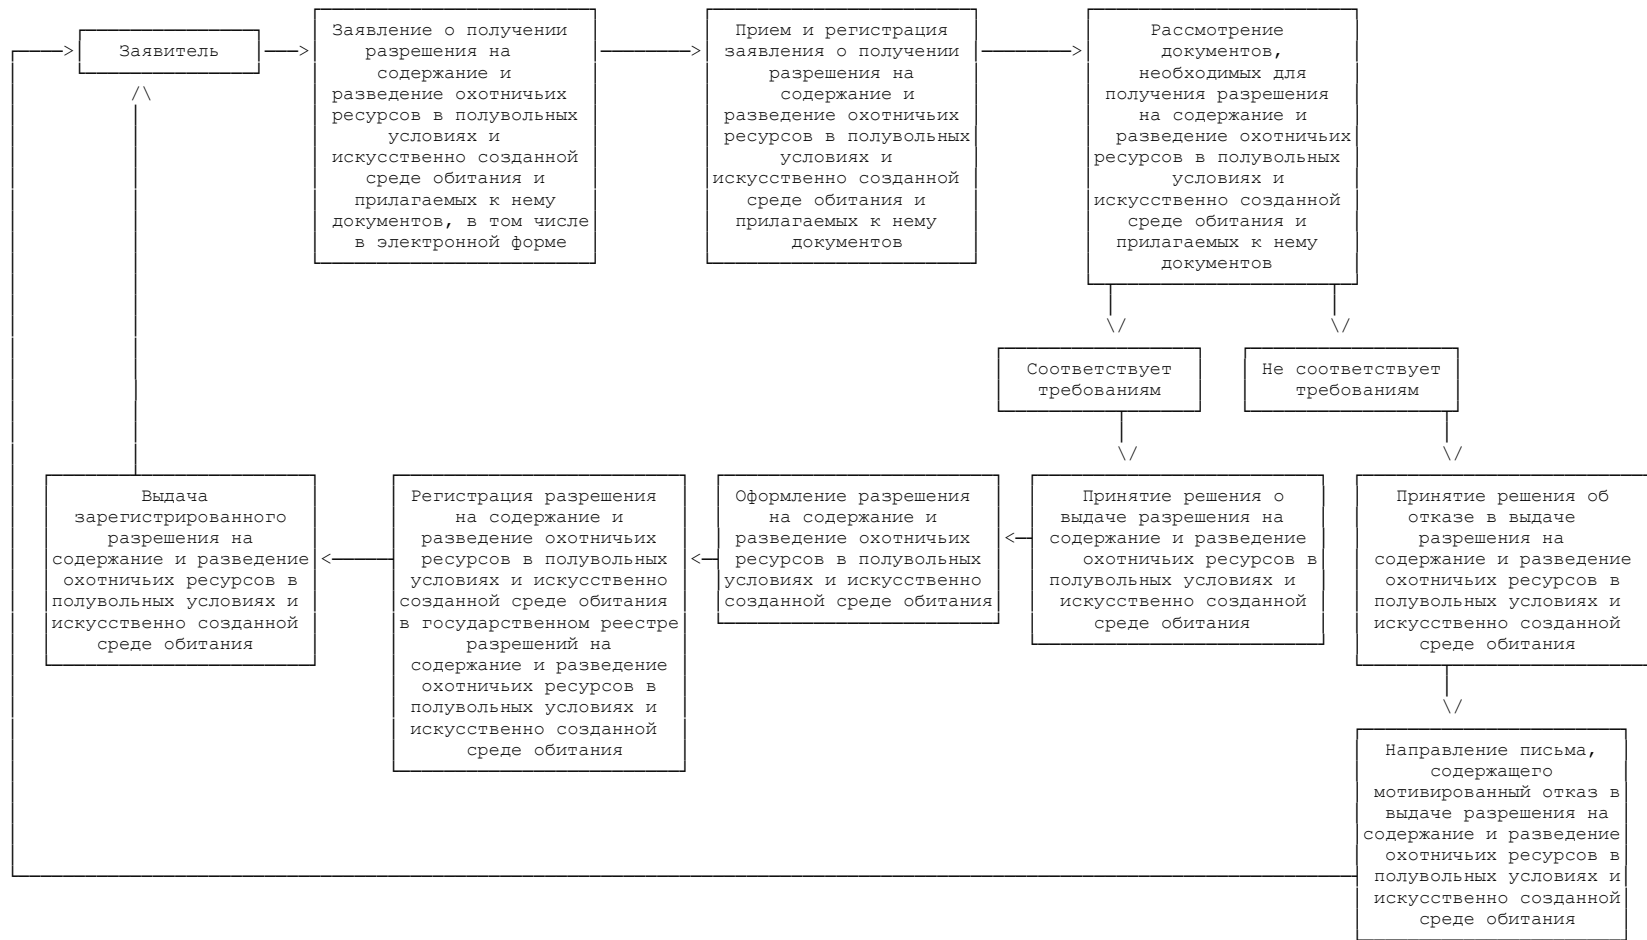 Заявитель
Заявление о получении
разрешения на
содержание и
разведение охотничьих
ресурсов в полувольных
условиях и
искусственно созданной
среде обитания и
прилагаемых к нему
документов, в том числе
в электронной форме
Прием и регистрация
заявления о получении
разрешения на
содержание и
разведение охотничьих
ресурсов в полувольных
условиях и
искусственно созданной
среде обитания и
прилагаемых к нему
документов
Рассмотрение
документов,
необходимых для
получения разрешения
на содержание и
разведение охотничьих
ресурсов в полувольных
условиях и
искусственно созданной
среде обитания и
прилагаемых к нему
документов
Соответствует
требованиям
Не соответствует
требованиям
Выдача
зарегистрированного
разрешения на
содержание и разведение
охотничьих ресурсов в
полувольных условиях и
искусственно созданной
среде обитания
Регистрация разрешения
на содержание и
разведение охотничьих
ресурсов в полувольных
условиях и искусственно
созданной среде обитания
в государственном реестре
разрешений на
содержание и разведение
охотничьих ресурсов в
полувольных условиях и
искусственно созданной
среде обитания
Оформление разрешения
на содержание и
разведение охотничьих
ресурсов в полувольных
условиях и искусственно
созданной среде обитания
Принятие решения о
выдаче разрешения на
содержание и разведение
охотничьих ресурсов в
полувольных условиях и
искусственно созданной
среде обитания
Принятие решения об
отказе в выдаче
разрешения на
содержание и разведение
охотничьих ресурсов в
полувольных условиях и
искусственно созданной
среде обитания
Направление письма,
содержащего
мотивированный отказ в
выдаче разрешения на
содержание и разведение
охотничьих ресурсов в
полувольных условиях и
искусственно созданной
среде обитания